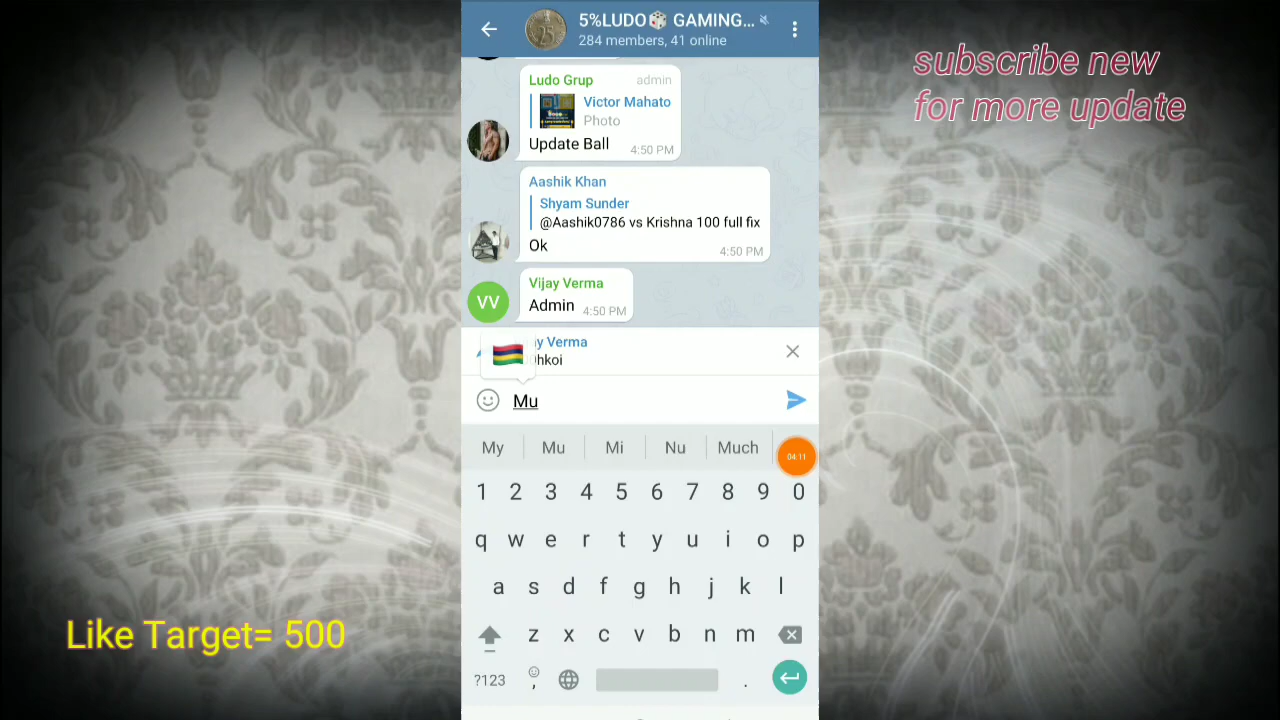 5%LUDO🎲 GAMING...
284 members, 41 online
subscribe new
for more update
Ludo Grup admin
Victor Mahato
Photo
Update Ball 4:50 PM
Aashik Khan
Shyam Sunder
@Aashik0786 vs Krishna 100 full fix
Ok 4:50 PM
VV
Vijay Verma
Admin 4:50 PM
ay Verma
hkoi
Mu
My Mu Mi Nu Much
04:11
1 2 3 4 5 6 7 8 9 0
q w e r t y u i o p
a s d f g h j k l
z x c v b n m
?123 , .
Like Target= 500